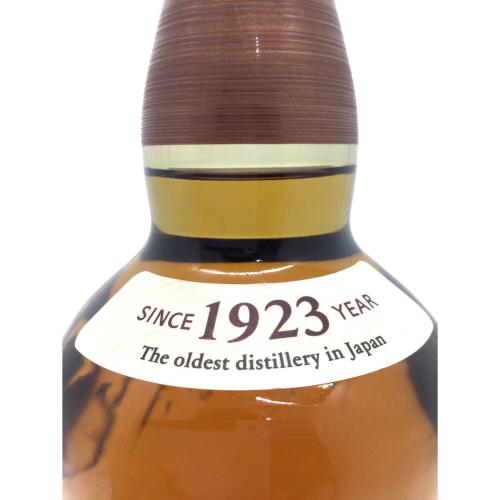 SINCE 1923 YEAR
The oldest distillery in Japan